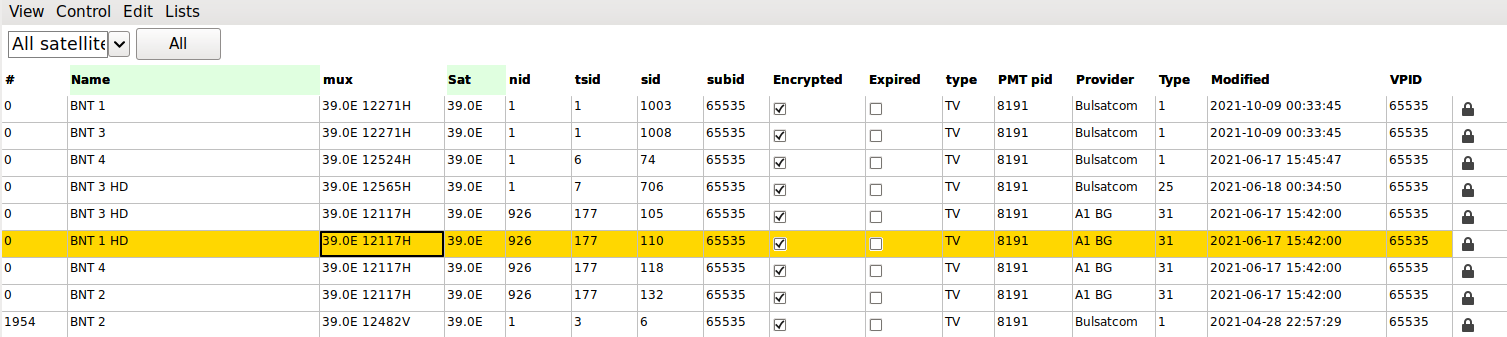 View Control Edit Lists
All satellite All
# Name mux Sat nid tsid sid subid Encrypted Expired type PMT pid Provider Type Modified VPID
0 BNT 1 39.0E 12271H 39.0E 1 1 1003 65535 TV 8191 Bulsatcom 1 2021-10-09 00:33:45 65535
0 BNT 3 39.0E 12271H 39.0E 1 1 1008 65535 TV 8191 Bulsatcom 1 2021-10-09 00:33:45 65535
0 BNT 4 39.0E 12524H 39.0E 1 6 74 65535 TV 8191 Bulsatcom 1 2021-06-17 15:45:47 65535
0 BNT 3 HD 39.0E 12565H 39.0E 1 7 706 65535 TV 8191 Bulsatcom 25 2021-06-18 00:34:50 65535
0 BNT 3 HD 39.0E 12117H 39.0E 926 177 105 65535 TV 8191 A1 BG 31 2021-06-17 15:42:00 65535
0 BNT 1 HD 39.0E 12117H 39.0E 926 177 110 65535 TV 8191 A1 BG 31 2021-06-17 15:42:00 65535
0 BNT 4 39.0E 12117H 39.0E 926 177 118 65535 TV 8191 A1 BG 31 2021-06-17 15:42:00 65535
0 BNT 2 39.0E 12117H 39.0E 926 177 132 65535 TV 8191 A1 BG 31 2021-06-17 15:42:00 65535
1954 BNT 2 39.0E 12482V 39.0E 1 3 6 65535 TV 8191 Bulsatcom 1 2021-04-28 22:57:29 65535